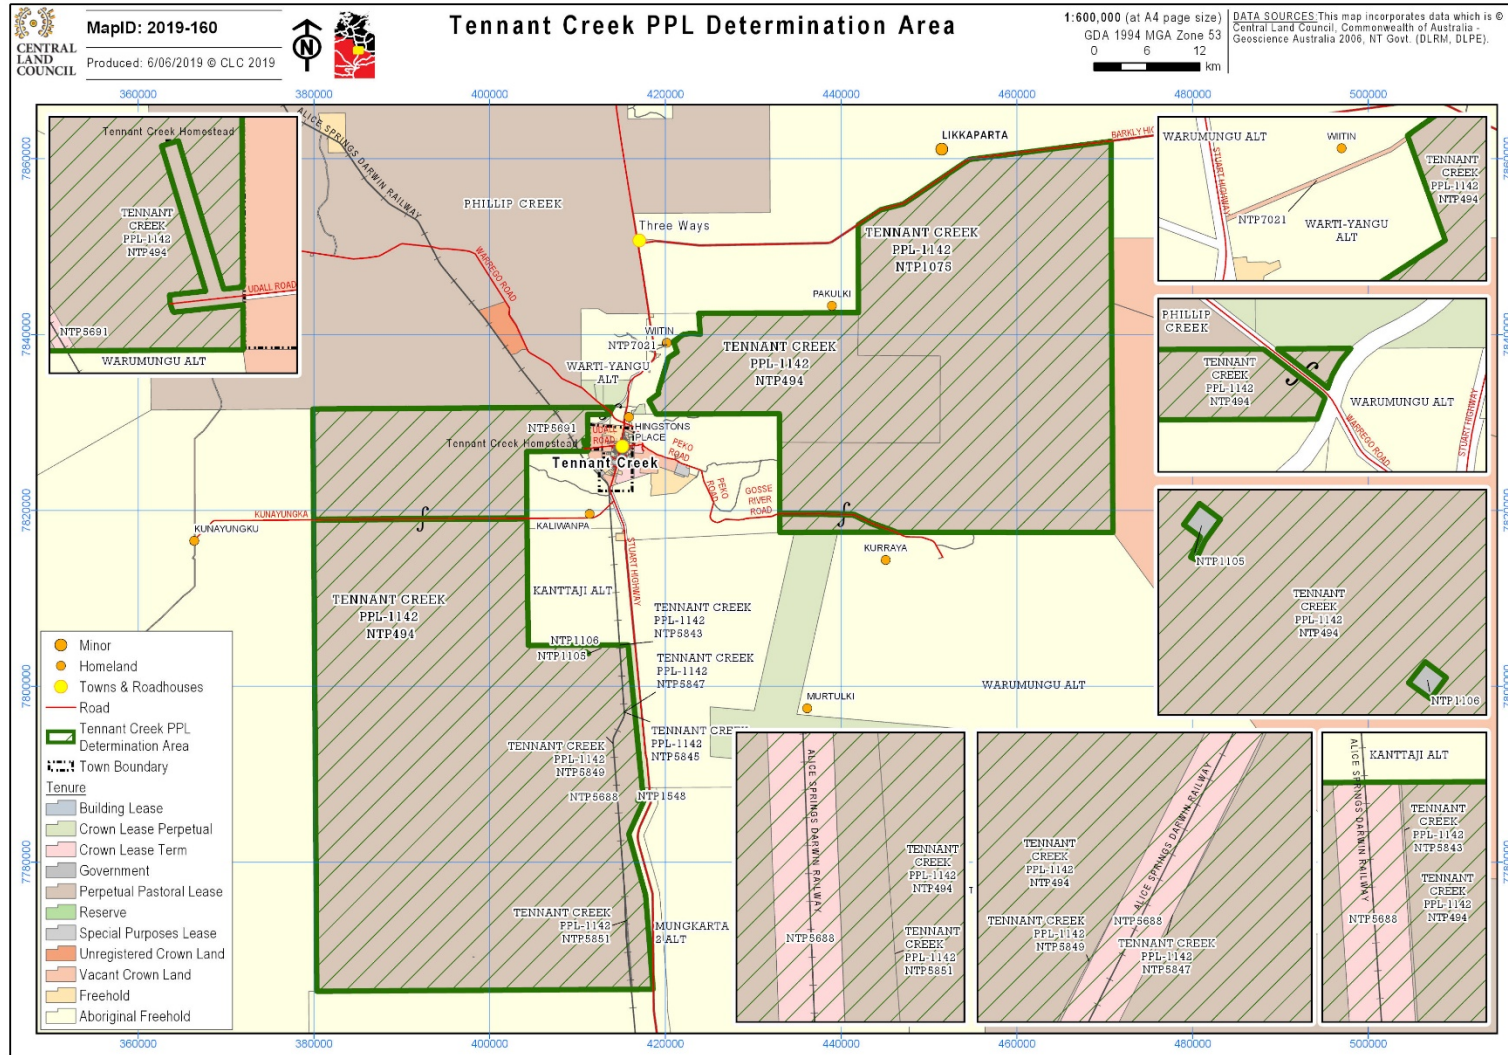 CENTRAL
LAND
COUNCIL
MapID: 2019-160
Produced: 6/06/2019 © CLC 2019
N
Tennant Creek PPL Determination Area
1:600,000 (at A4 page size)
GDA 1994 MGA Zone 53
0 6 12
km
DATA SOURCES:This map incorporates data which is ©
Central Land Council, Commonwealth of Australia -
Geoscience Australia 2006, NT Govt. (DLRM, DLPE).
360000 380000 400000 420000 440000 460000 480000 500000
7860000
7840000
7820000
7800000
7780000
7860000
7840000
7820000
7800000
7780000
Tennant Creek Homestead
TENNANT
CREEK
PPL-1142
NTP494
UDALL ROAD
NTP5691
WARUMUNGU ALT
ALICE SPRINGS DARWIN RAILWAY
PHILLIP CREEK
WARREGO ROAD
Three Ways
LIKKAPARTA
BARKLY HIG
TENNANT CREEK
PPL-1142
NTP1075
PAKULKI
WIITIN
NTP7021
WARTI-YANGU
ALT
TENNANT CREEK
PPL-1142
NTP494
NTP5691
HINGSTONS
PLACE
UDALL
ROAD
Tennant Creek Homestead
Tennant Creek
PEKO
ROAD
PEKO
ROAD
GOSSE
RIVER
ROAD
KUNAYUNGKA
KUNAYUNGKU
KALIWANPA
STUART HIGHWAY
KURRAYA
KANTTAJI ALT
TENNANT CREEK
PPL-1142
NTP494
TENNANT CREEK
PPL-1142
NTP5843
NTP1106
NTP1105
TENNANT CREEK
PPL-1142
NTP5847
WARUMUNGU ALT
MURTULKI
TENNANT CREEK
PPL-1142
NTP5845
TENNANT CREEK
PPL-1142
NTP5849
NTP5688
NTP1548
TENNANT CREEK
PPL-1142
NTP5851
MUNGKARTA
2 ALT
WARUMUNGU ALT
WIITIN
STUART HIGHWAY
TENNANT
CREEK
PPL-1142
NTP494
NTP7021
WARTI-YANGU
ALT
PHILLIP
CREEK
TENNANT
CREEK
PPL-1142
NTP494
WARUMUNGU ALT
WARREGO ROAD
STUART HIGHWAY
NTP1105
TENNANT
CREEK
PPL-1142
NTP494
NTP1106
ALICE SPRINGS DARWIN RAILWAY
TENNANT
CREEK
PPL-1142
NTP494
NTP5688
TENNANT
CREEK
PPL-1142
NTP5851
ALICE SPRINGS DARWIN RAILWAY
TENNANT
CREEK
PPL-1142
NTP494
NTP5688
TENNANT CREEK
PPL-1142
NTP5849
TENNANT CREEK
PPL-1142
NTP5847
KANTTAJI ALT
ALICE SPRINGS DARWIN RAILWAY
TENNANT
CREEK
PPL-1142
NTP5843
TENNANT
CREEK
PPL-1142
NTP494
NTP5688
Minor
Homeland
Towns & Roadhouses
Road
Tennant Creek PPL
Determination Area
Town Boundary
Tenure
Building Lease
Crown Lease Perpetual
Crown Lease Term
Government
Perpetual Pastoral Lease
Reserve
Special Purposes Lease
Unregistered Crown Land
Vacant Crown Land
Freehold
Aboriginal Freehold
360000 380000 400000 420000 440000 460000 480000 500000